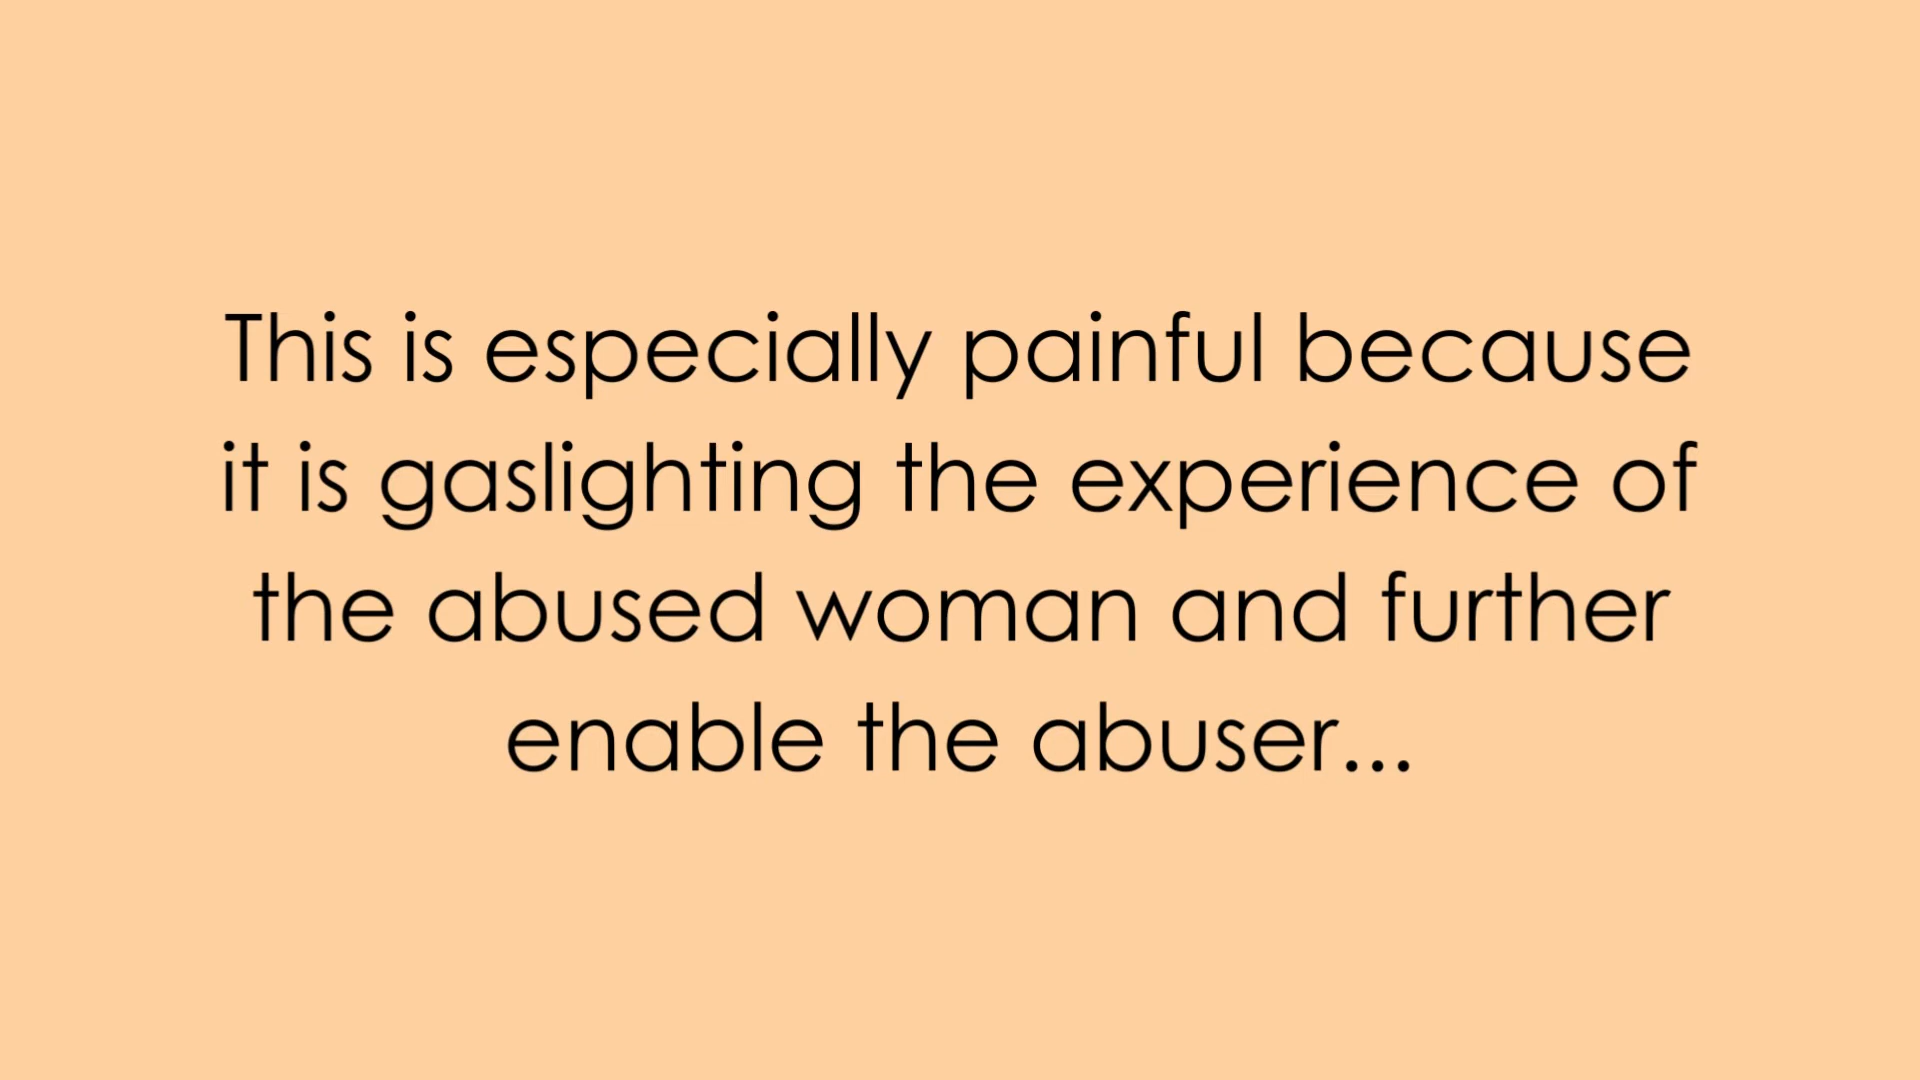 This is especially painful because
it is gaslighting the experience of
the abused woman and further
enable the abuser...